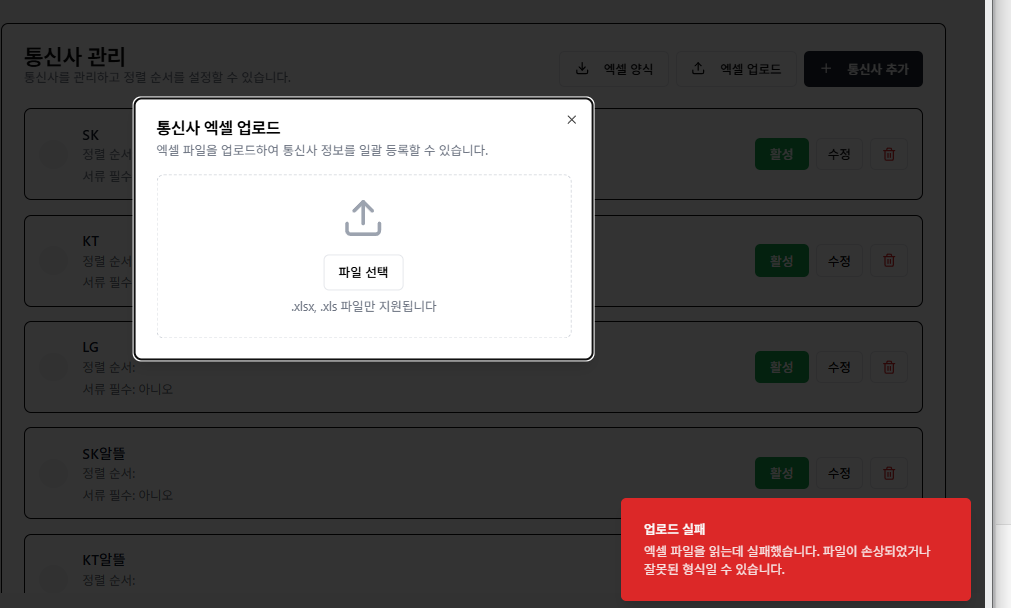 통신사 관리
통신사를 관리하고 정렬 순서를 설정할 수 있습니다.
엑셀 양식
엑셀 업로드
+ 통신사 추가
통신사 엑셀 업로드
엑셀 파일을 업로드하여 통신사 정보를 일괄 등록할 수 있습니다.
파일 선택
.xlsx, .xls 파일만 지원됩니다
SK
정렬 순서
서류 필수
활성
수정
KT
정렬 순서
서류 필수
활성
수정
LG
정렬 순서:
서류 필수: 아니오
활성
수정
SK알뜰
정렬 순서:
서류 필수: 아니오
활성
수정
KT알뜰
정렬 순서:
업로드 실패
엑셀 파일을 읽는데 실패했습니다. 파일이 손상되었거나
잘못된 형식일 수 있습니다.